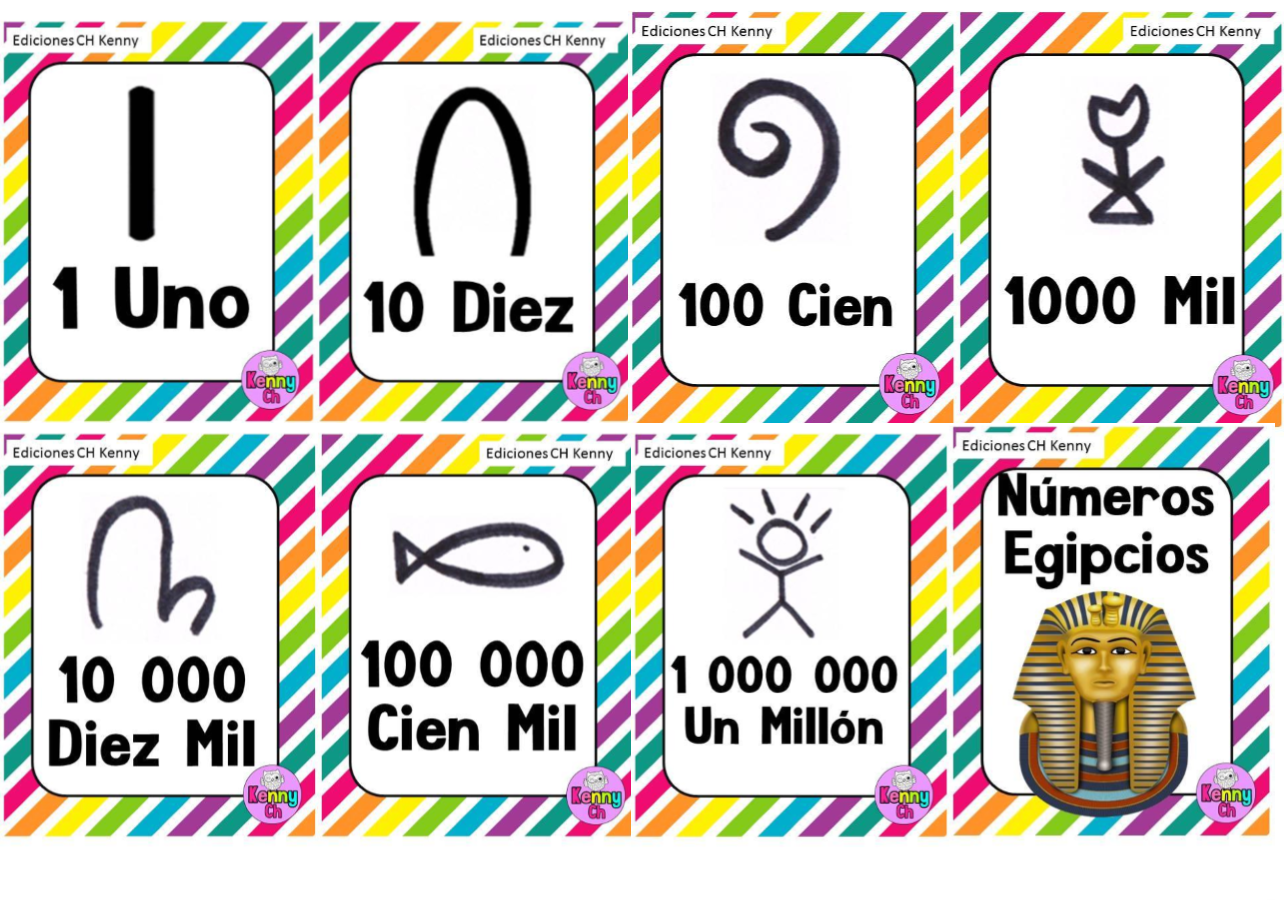 Ediciones CH Kenny
1 Uno
Kenny
Ch
Ediciones CH Kenny
10 Diez
Kenny
Ch
Ediciones CH Kenny
100 Cien
Kenny
Ch
Ediciones CH Kenny
1000 Mil
Kenny
Ch
Ediciones CH Kenny
10 000
Diez Mil
Kenny
Ch
Ediciones CH Kenny
100 000
Cien Mil
Kenny
Ch
Ediciones CH Kenny
1 000 000
Un Millón
Kenny
Ch
Ediciones CH Kenny
Números
Egipcios
Kenny
Ch